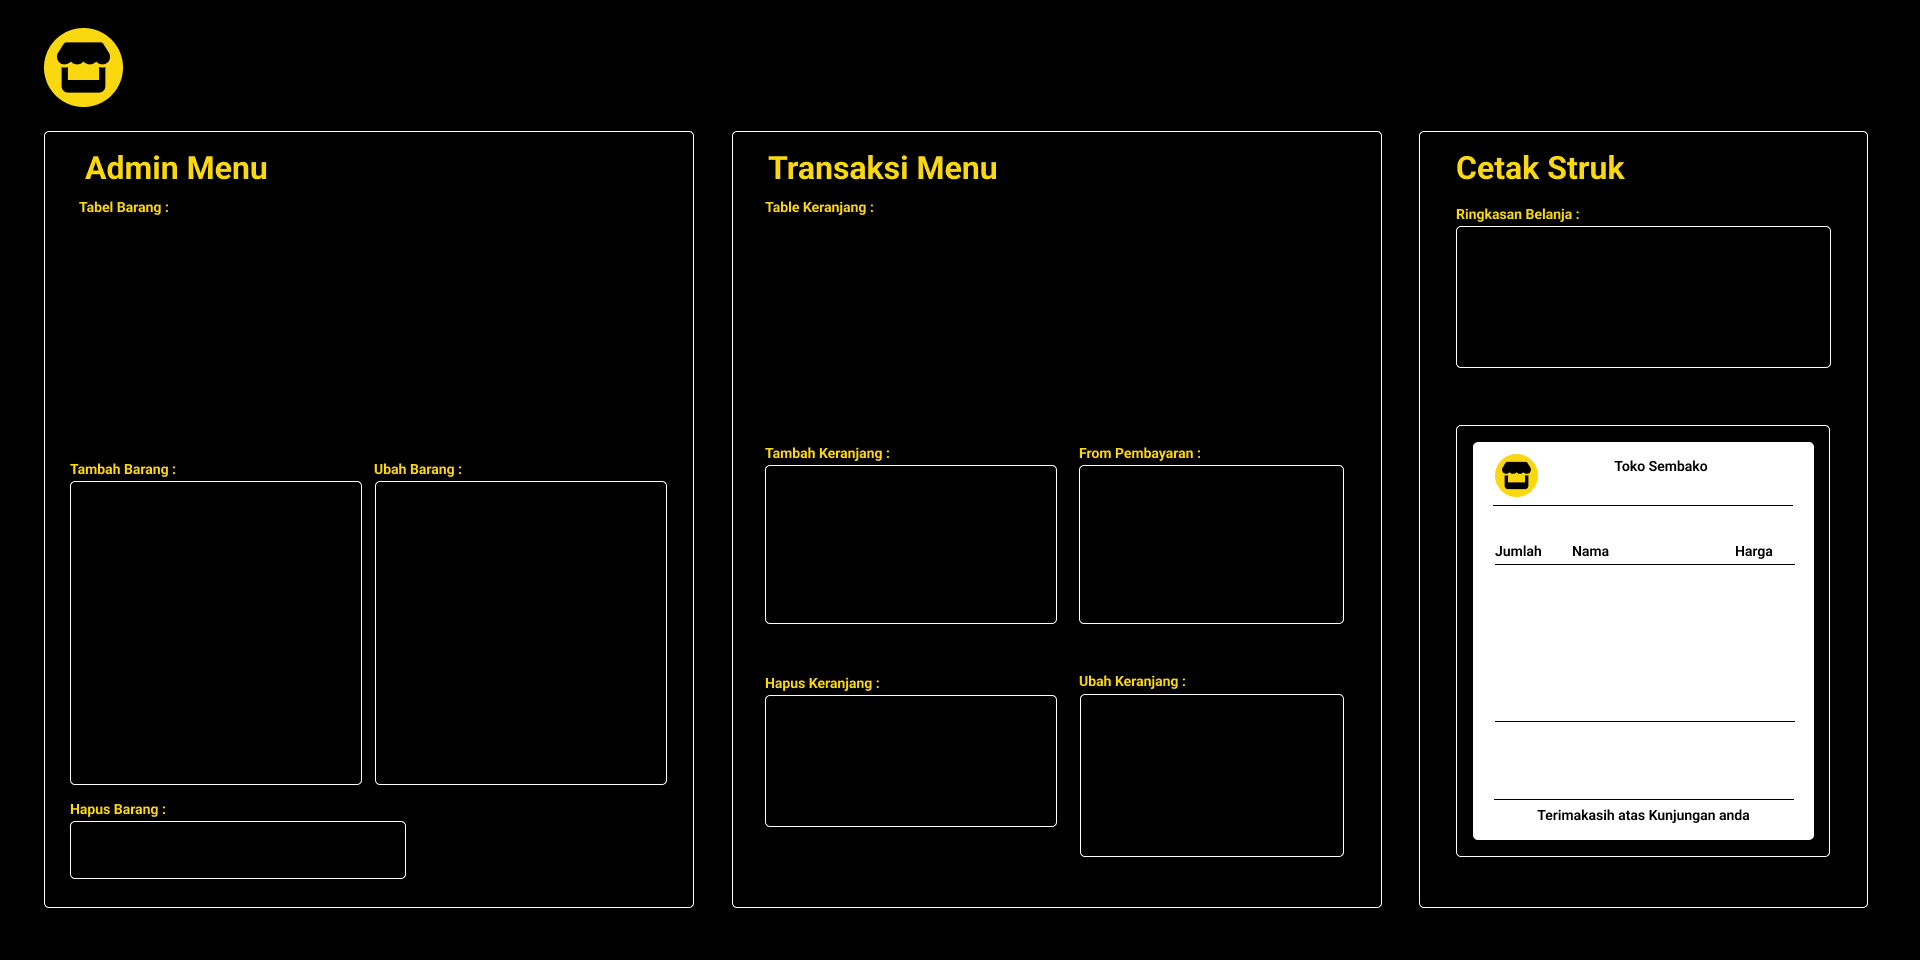 Admin Menu
Tabel Barang :
Tambah Barang :
Ubah Barang :
Hapus Barang :
Transaksi Menu
Table Keranjang :
Tambah Keranjang :
From Pembayaran :
Hapus Keranjang :
Ubah Keranjang :
Cetak Struk
Ringkasan Belanja :
Toko Sembako
Jumlah Nama Harga
Terimakasih atas Kunjungan anda